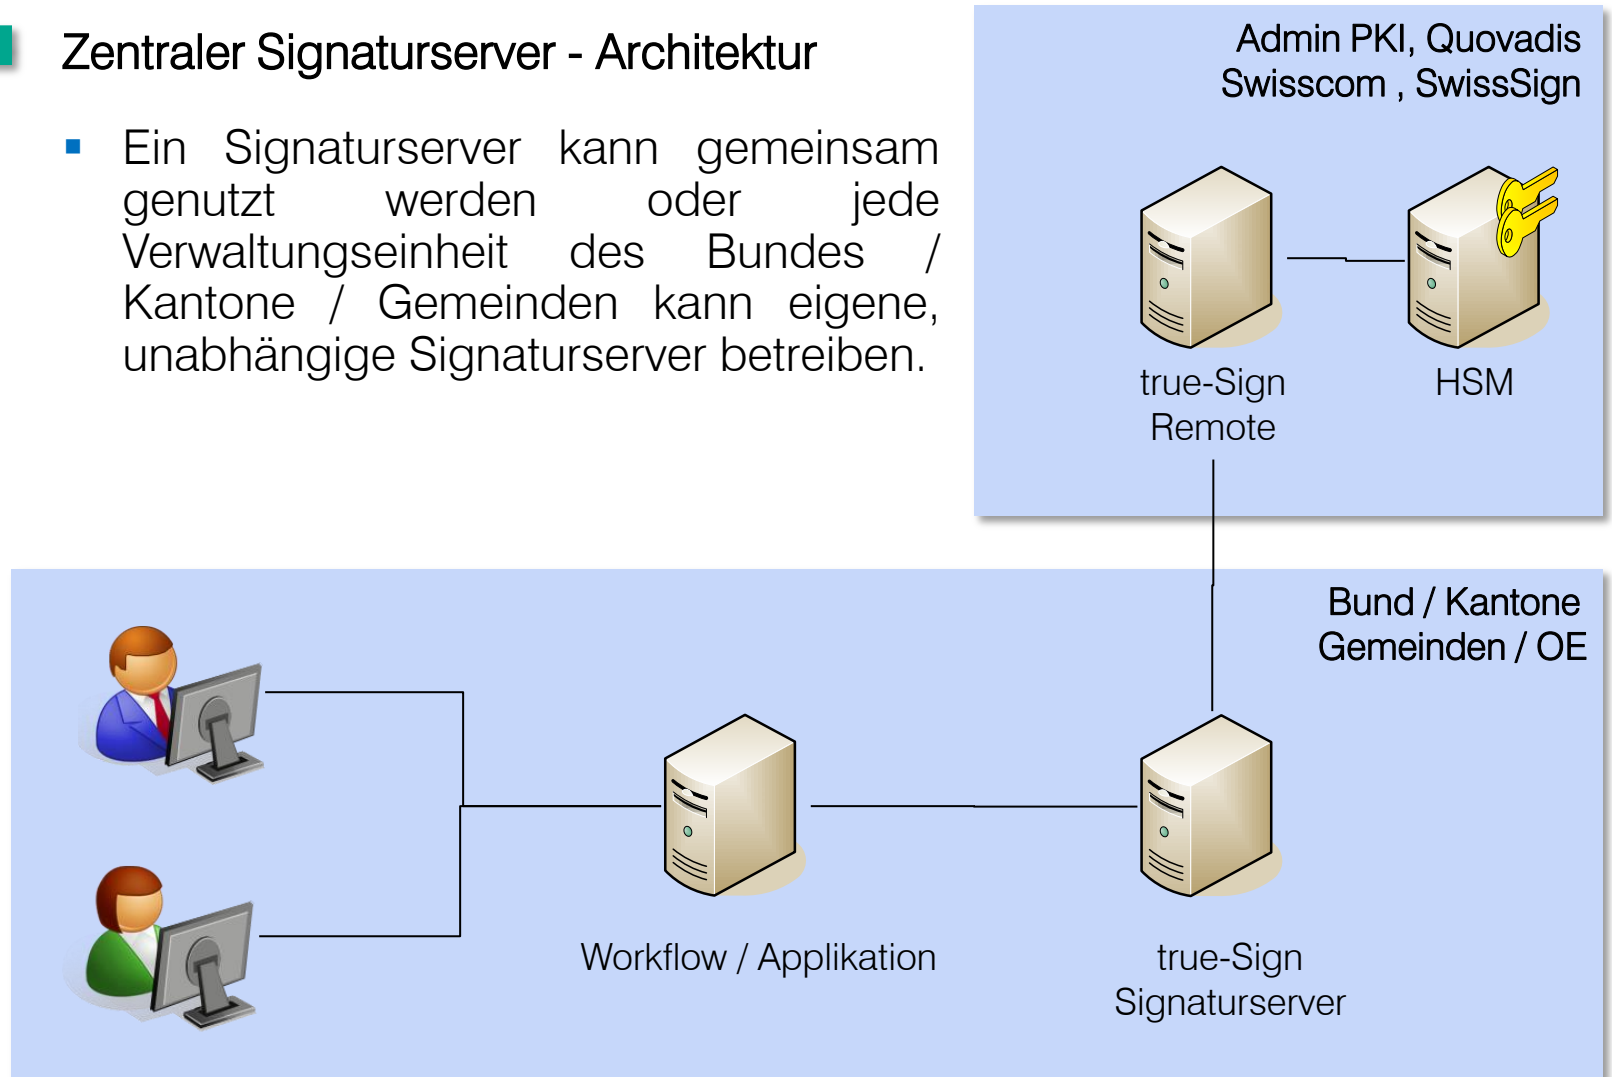 Zentraler Signaturserver - Architektur
Ein Signaturserver kann gemeinsam
genutzt werden oder jede
Verwaltungseinheit des Bundes /
Kantone / Gemeinden kann eigene,
unabhängige Signaturserver betreiben.
Admin PKI, Quovadis
Swisscom , SwissSign
true-Sign
Remote
HSM
Bund / Kantone
Gemeinden / OE
Workflow / Applikation
true-Sign
Signaturserver